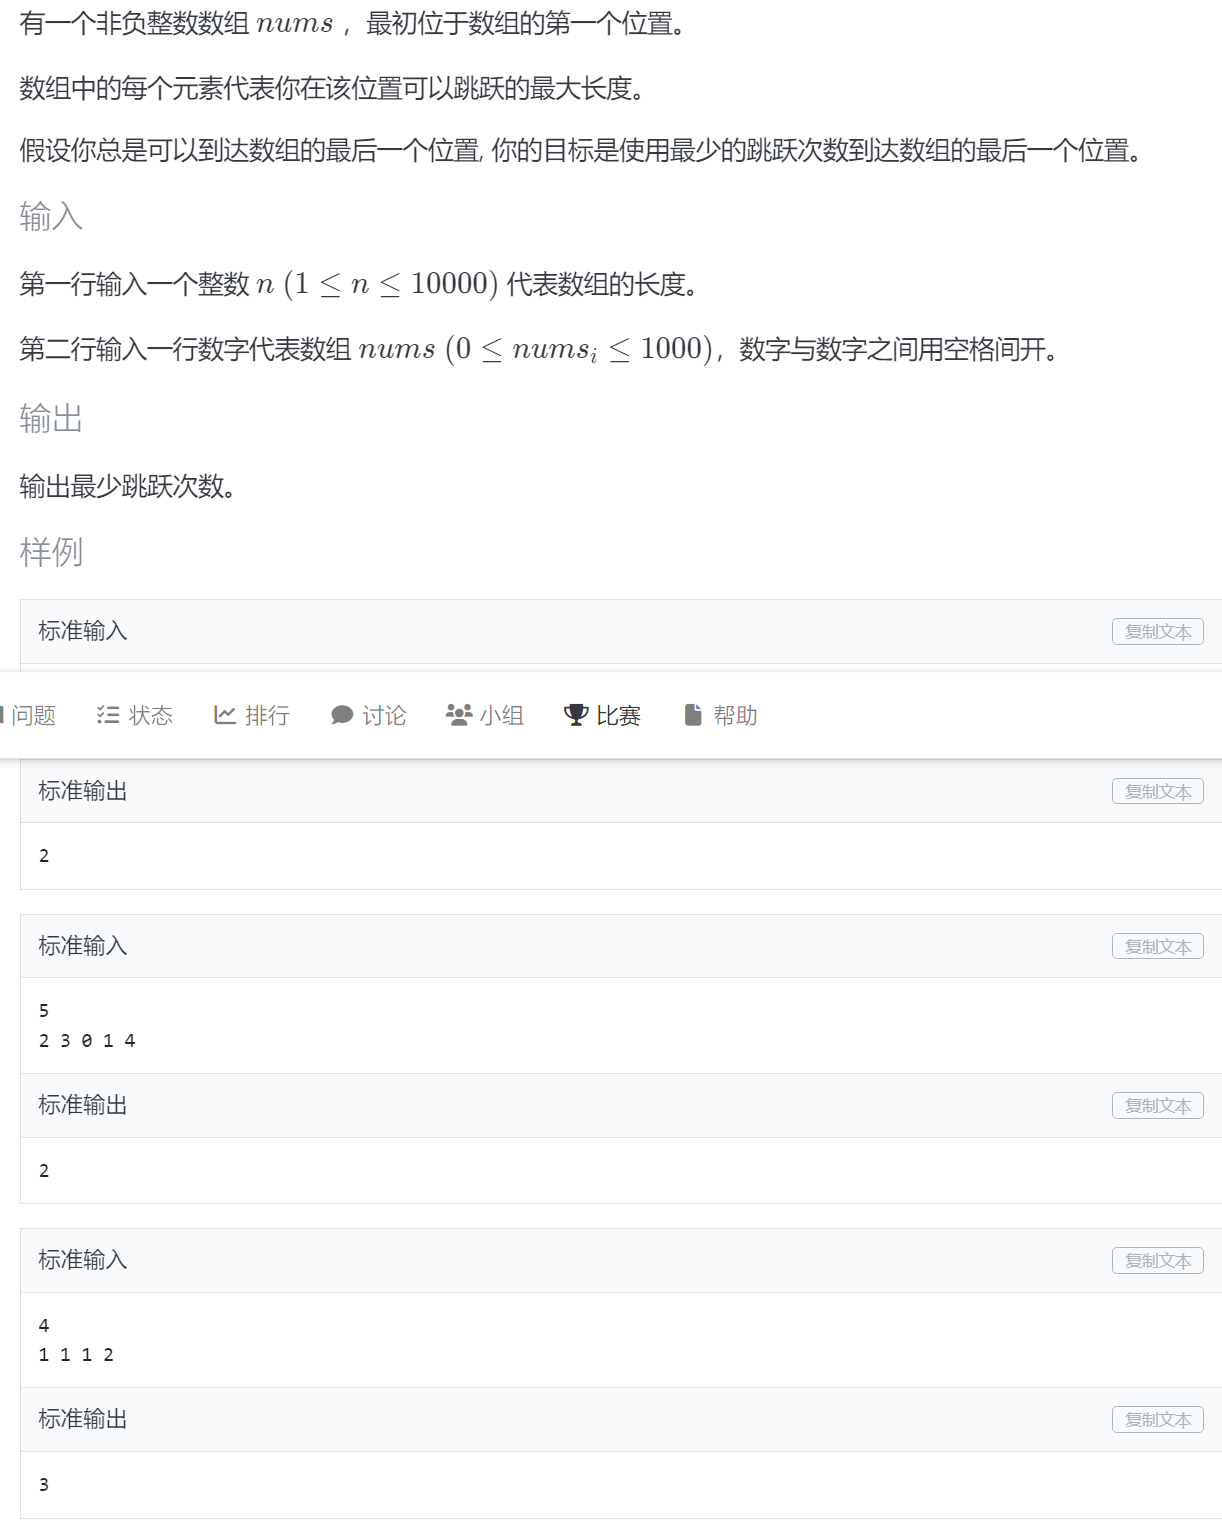 有一个非负整数数组 nums ，最初位于数组的第一个位置。
数组中的每个元素代表你在该位置可以跳跃的最大长度。
假设你总是可以到达数组的最后一个位置, 你的目标是使用最少的跳跃次数到达数组的最后一个位置。
输入
第一行输入一个整数 n (1 ≤ n ≤ 10000) 代表数组的长度。
第二行输入一行数字代表数组 nums (0 ≤ nums_i ≤ 1000)，数字与数字之间用空格间开。
输出
输出最少跳跃次数。
样例
标准输入 复制文本
问题 状态 排行 讨论 小组 比赛 帮助
标准输出 复制文本
2
标准输入 复制文本
5
2 3 0 1 4
标准输出 复制文本
2
标准输入 复制文本
4
1 1 1 2
标准输出 复制文本
3